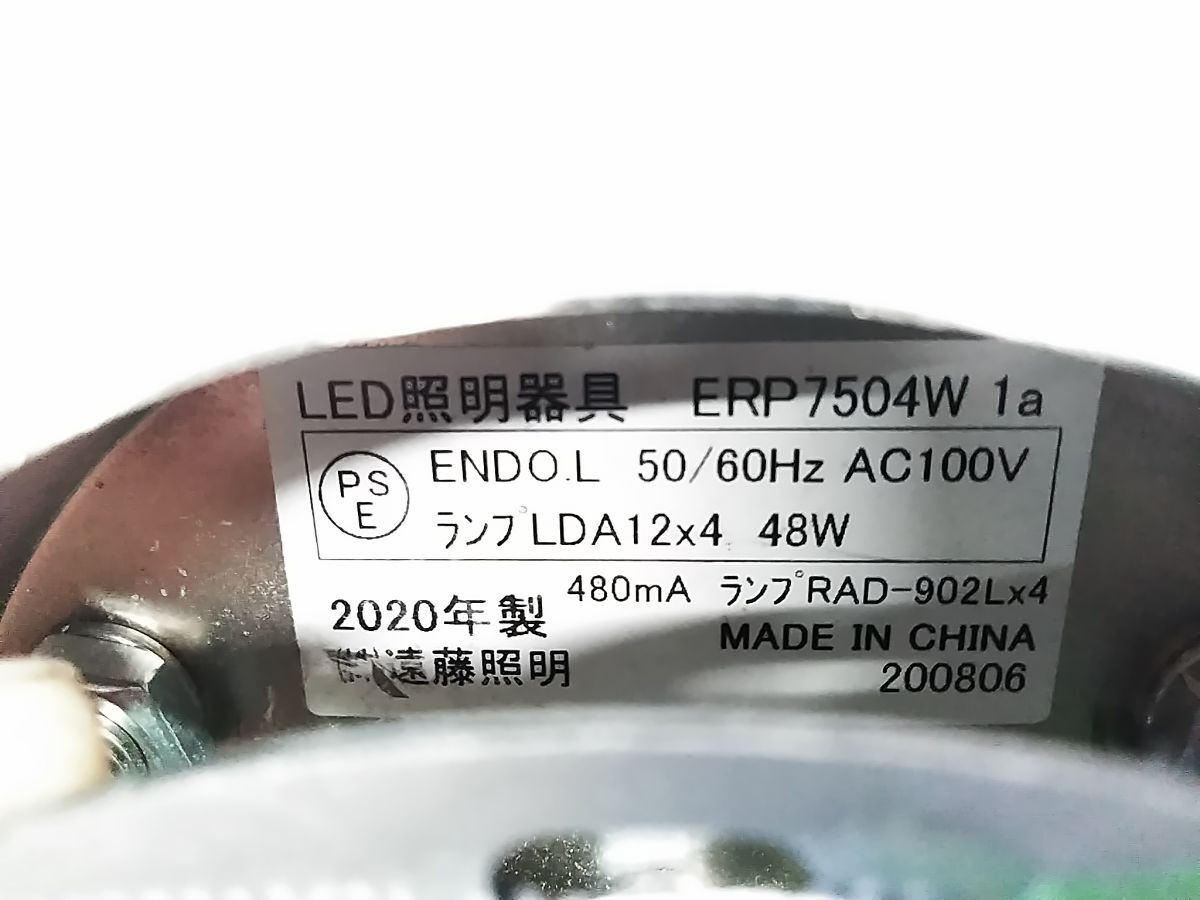 LED照明器具 ERP7504W 1a
PSE ENDO.L 50/60Hz AC100V
ランプLDA12x4 48W
480mA ランプRAD-902Lx4
2020年製
MADE IN CHINA
遠藤照明
200806